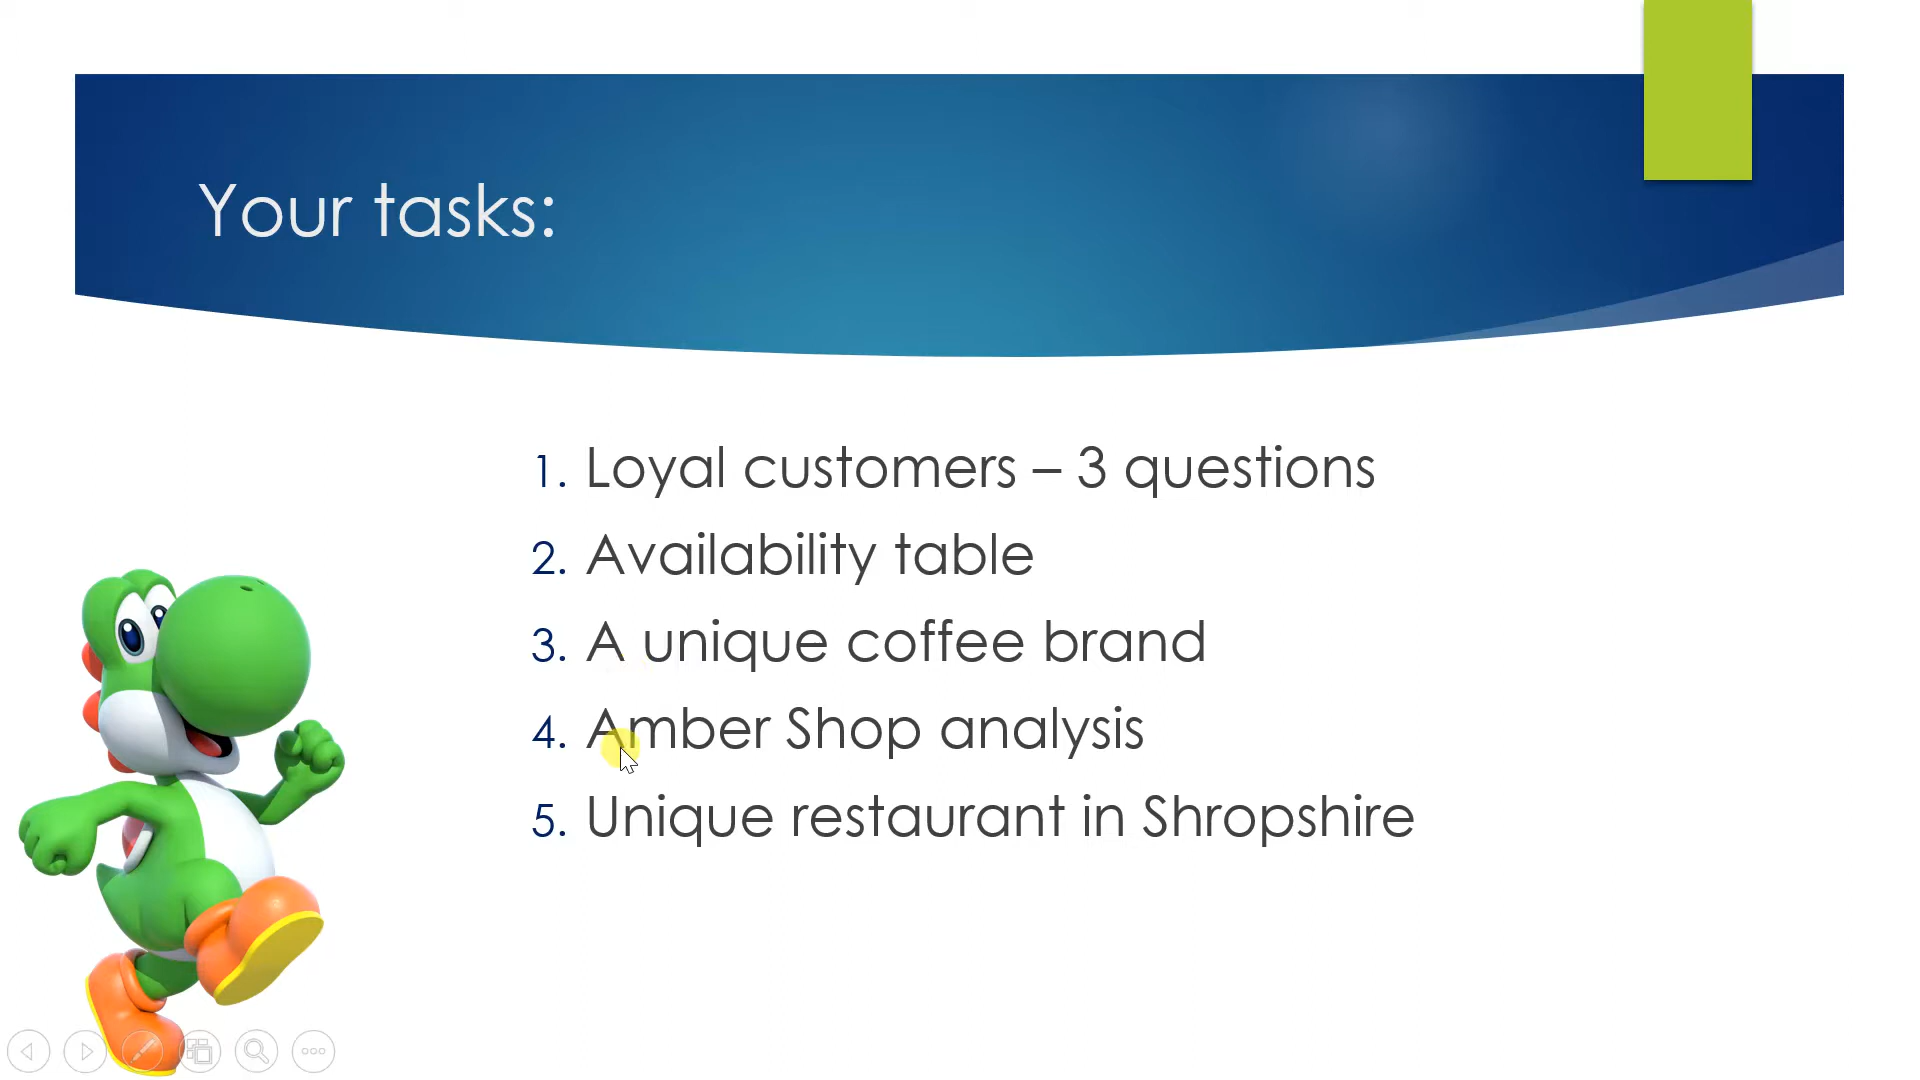 Your tasks:
1. Loyal customers – 3 questions
2. Availability table
3. A unique coffee brand
4. Amber Shop analysis
5. Unique restaurant in Shropshire